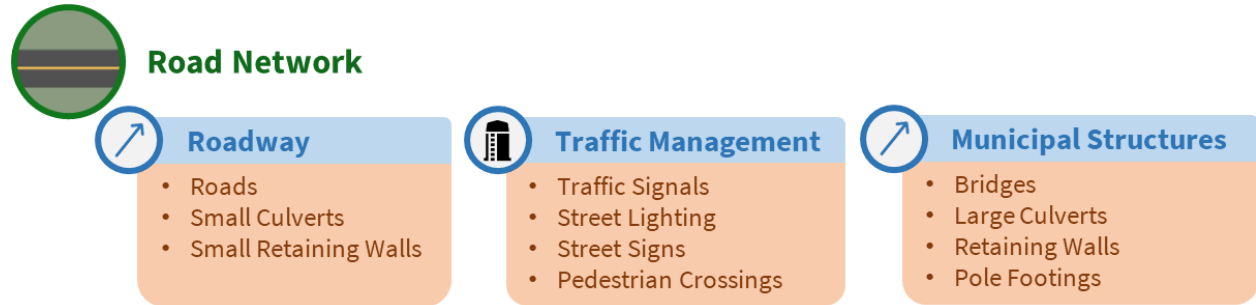 Road Network
Roadway
• Roads
• Small Culverts
• Small Retaining Walls
Traffic Management
• Traffic Signals
• Street Lighting
• Street Signs
• Pedestrian Crossings
Municipal Structures
• Bridges
• Large Culverts
• Retaining Walls
• Pole Footings